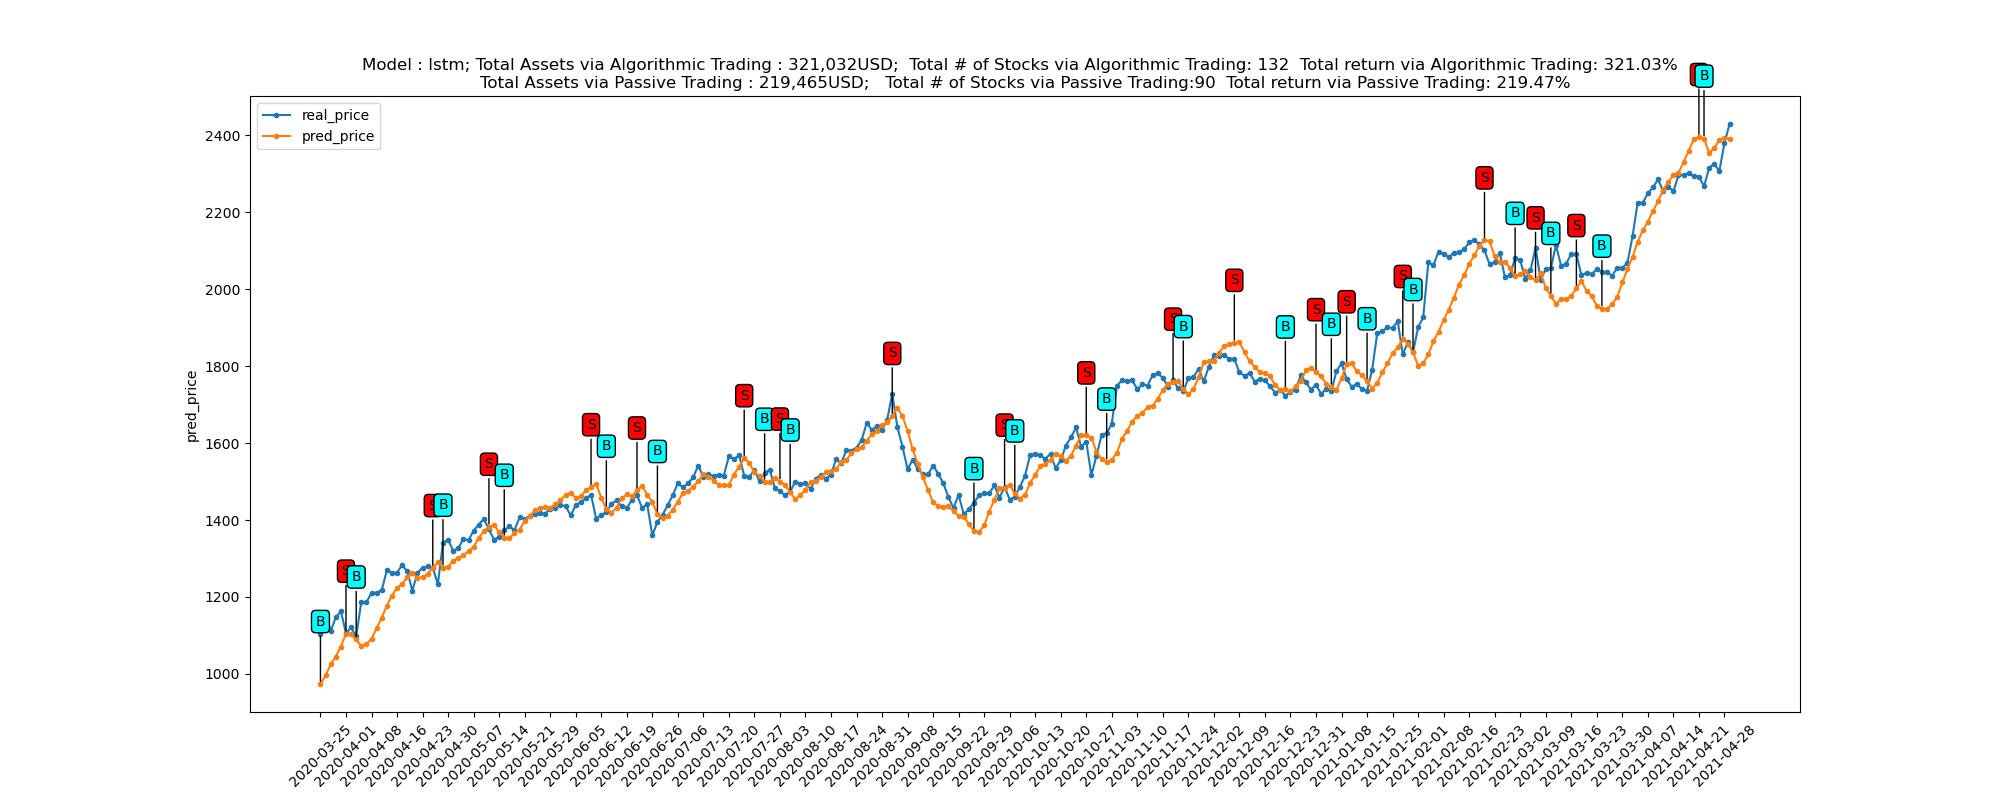 Model : lstm; Total Assets via Algorithmic Trading : 321,032USD;  Total # of Stocks via Algorithmic Trading: 132  Total return via Algorithmic Trading: 321.03%
Total Assets via Passive Trading : 219,465USD;   Total # of Stocks via Passive Trading:90  Total return via Passive Trading: 219.47%
real_price
pred_price
pred_price
2400
2200
2000
1800
1600
1400
1200
1000
B
S
B
S
B
S
B
S
B
S
B
S
B
S
B
S
B
S
B
S
B
S
B
S
B
S
B
S
B
S
B
S
B
S
B
S
B
S
B
2020-03-25
2020-04-01
2020-04-08
2020-04-16
2020-04-23
2020-04-30
2020-05-07
2020-05-14
2020-05-21
2020-05-29
2020-06-05
2020-06-12
2020-06-19
2020-06-26
2020-07-06
2020-07-13
2020-07-20
2020-07-27
2020-08-03
2020-08-10
2020-08-17
2020-08-24
2020-08-31
2020-09-08
2020-09-15
2020-09-22
2020-09-29
2020-10-06
2020-10-13
2020-10-20
2020-10-27
2020-11-03
2020-11-10
2020-11-17
2020-11-24
2020-12-02
2020-12-09
2020-12-16
2020-12-23
2020-12-31
2021-01-08
2021-01-15
2021-01-25
2021-02-01
2021-02-08
2021-02-16
2021-02-23
2021-03-02
2021-03-09
2021-03-16
2021-03-23
2021-03-30
2021-04-07
2021-04-14
2021-04-21
2021-04-28